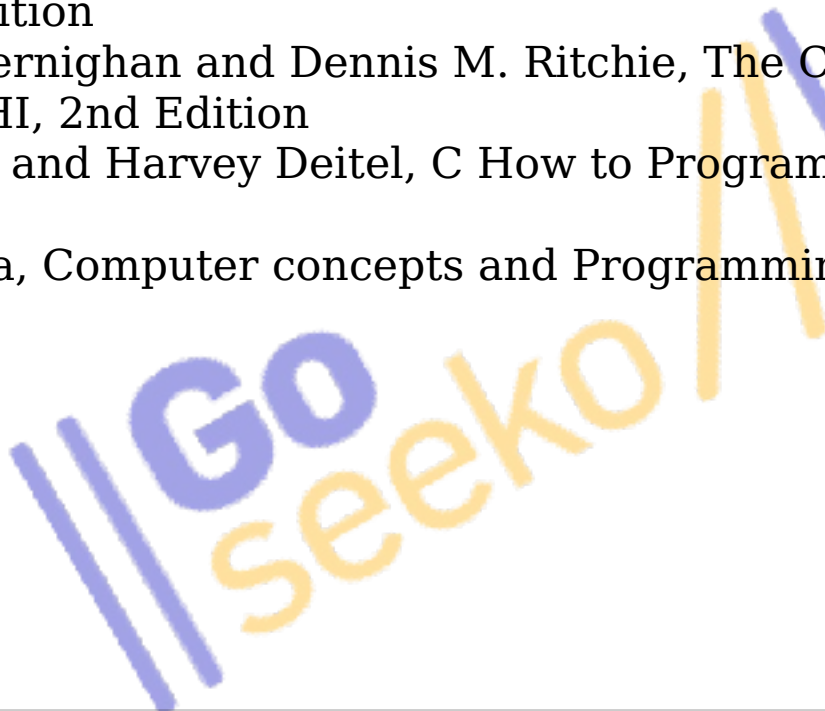 ition
ernighan and Dennis M. Ritchie, The C
HI, 2nd Edition
and Harvey Deitel, C How to Program
a, Computer concepts and Programmin
Go
seeko